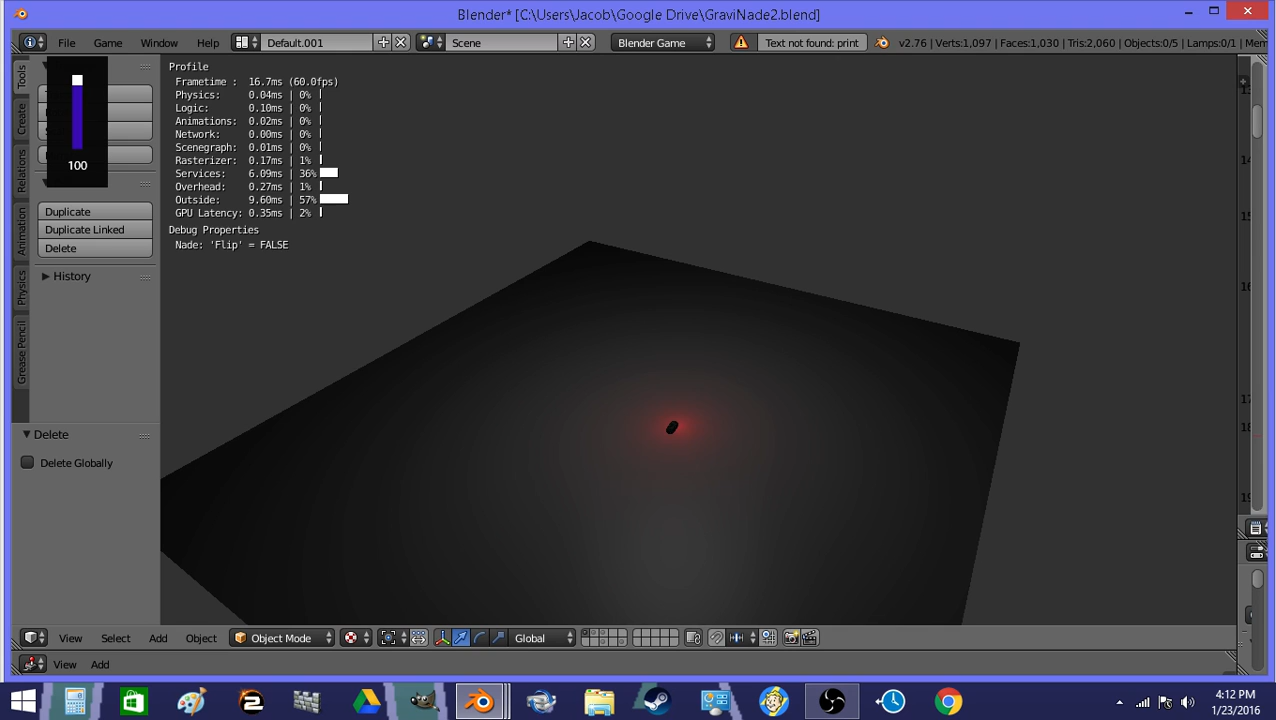 Blender* [C:\Users\Jacob\Google Drive\GraviNade2.blend]
File Game Window Help Default.001 Scene Blender Game Text not found: print v2.76 | Verts:1,097 | Faces:1,030 | Tris:2,060 | Objects:0/5 | Lamps:0/1 | Mem
Tools
Create
Relations
Animation
Physics
Grease Pencil
100
Duplicate
Duplicate Linked
Delete
History
Delete
Delete Globally
Profile
Frametime : 16.7ms (60.0fps)
Physics: 0.04ms | 0%
Logic: 0.10ms | 0%
Animations: 0.02ms | 0%
Network: 0.00ms | 0%
Scenegraph: 0.01ms | 0%
Rasterizer: 0.17ms | 1%
Services: 6.09ms | 36%
Overhead: 0.27ms | 1%
Outside: 9.60ms | 57%
GPU Latency: 0.35ms | 2%
Debug Properties
Nade: 'Flip' = FALSE
14
15
16
17
18
19
View Select Add Object Object Mode Global
View Add
4:12 PM
1/23/2016